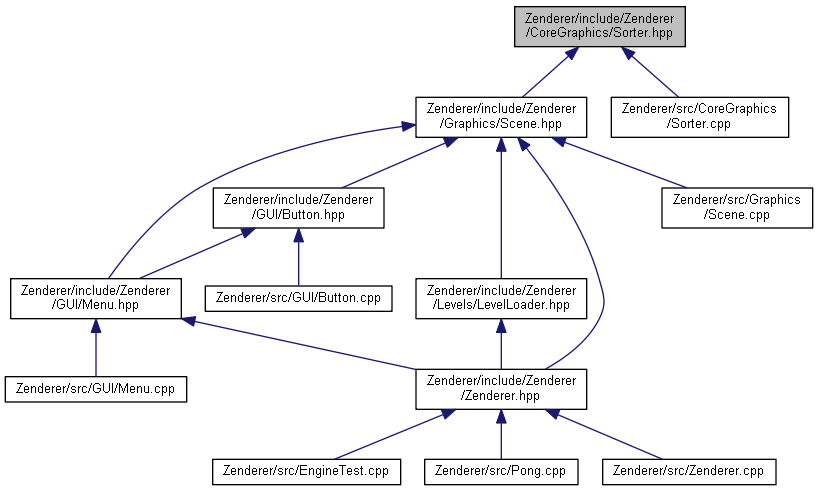 Zenderer/include/Zenderer
/CoreGraphics/Sorter.hpp
Zenderer/include/Zenderer
/Graphics/Scene.hpp
Zenderer/src/CoreGraphics
/Sorter.cpp
Zenderer/include/Zenderer
/GUI/Button.hpp
Zenderer/src/Graphics
/Scene.cpp
Zenderer/include/Zenderer
/GUI/Menu.hpp
Zenderer/src/GUI/Button.cpp
Zenderer/include/Zenderer
/Levels/LevelLoader.hpp
Zenderer/src/GUI/Menu.cpp
Zenderer/include/Zenderer
/Zenderer.hpp
Zenderer/src/EngineTest.cpp
Zenderer/src/Pong.cpp
Zenderer/src/Zenderer.cpp